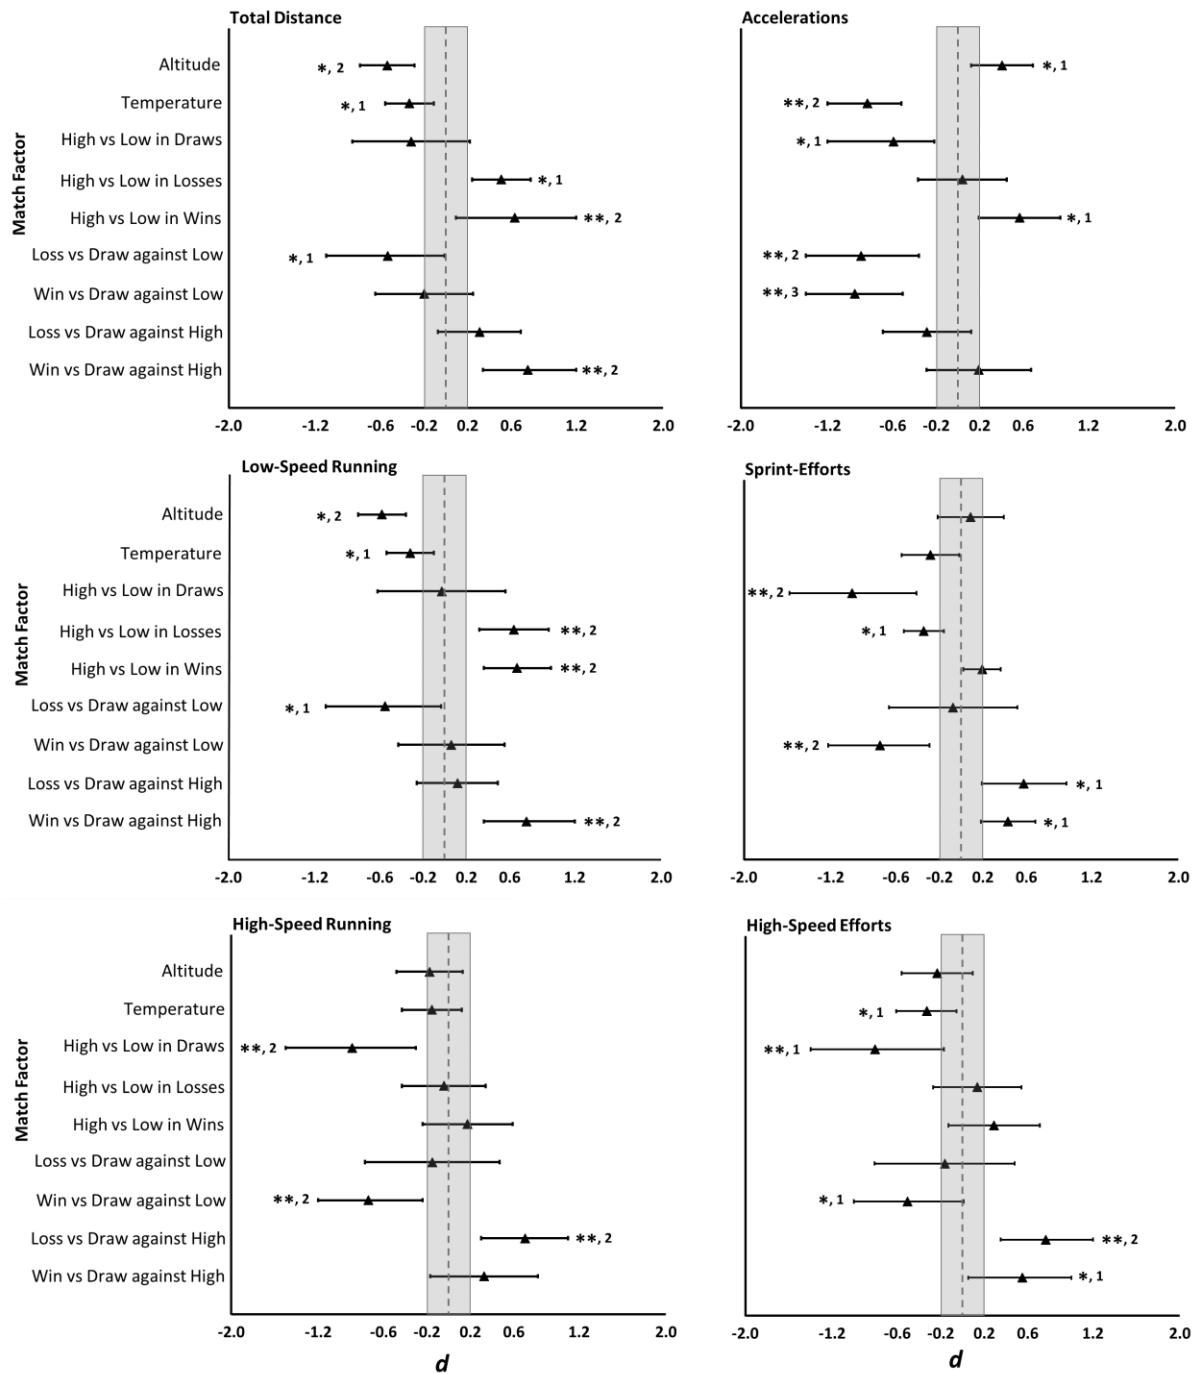 Total Distance
Match Factor
Altitude
*, 2
Temperature
*, 1
High vs Low in Draws
High vs Low in Losses
*, 1
High vs Low in Wins
**, 2
Loss vs Draw against Low
*, 1
Win vs Draw against Low
Loss vs Draw against High
Win vs Draw against High
**, 2
-2.0 -1.2 -0.6 -0.2 0.2 0.6 1.2 2.0
Accelerations
*, 1
**, 2
*, 1
*, 1
**, 2
**, 3
-2.0 -1.2 -0.6 -0.2 0.2 0.6 1.2 2.0
Low-Speed Running
Match Factor
Altitude
*, 2
Temperature
*, 1
High vs Low in Draws
High vs Low in Losses
**, 2
High vs Low in Wins
**, 2
Loss vs Draw against Low
*, 1
Win vs Draw against Low
Loss vs Draw against High
Win vs Draw against High
**, 2
-2.0 -1.2 -0.6 -0.2 0.2 0.6 1.2 2.0
Sprint-Efforts
**, 2
*, 1
**, 2
*, 1
*, 1
-2.0 -1.2 -0.6 -0.2 0.2 0.6 1.2 2.0
High-Speed Running
Match Factor
Altitude
Temperature
High vs Low in Draws
**, 2
High vs Low in Losses
High vs Low in Wins
Loss vs Draw against Low
Win vs Draw against Low
**, 2
Loss vs Draw against High
**, 2
Win vs Draw against High
-2.0 -1.2 -0.6 -0.2 0.2 0.6 1.2 2.0
d
High-Speed Efforts
*, 1
**, 1
*, 1
**, 2
*, 1
-2.0 -1.2 -0.6 -0.2 0.2 0.6 1.2 2.0
d